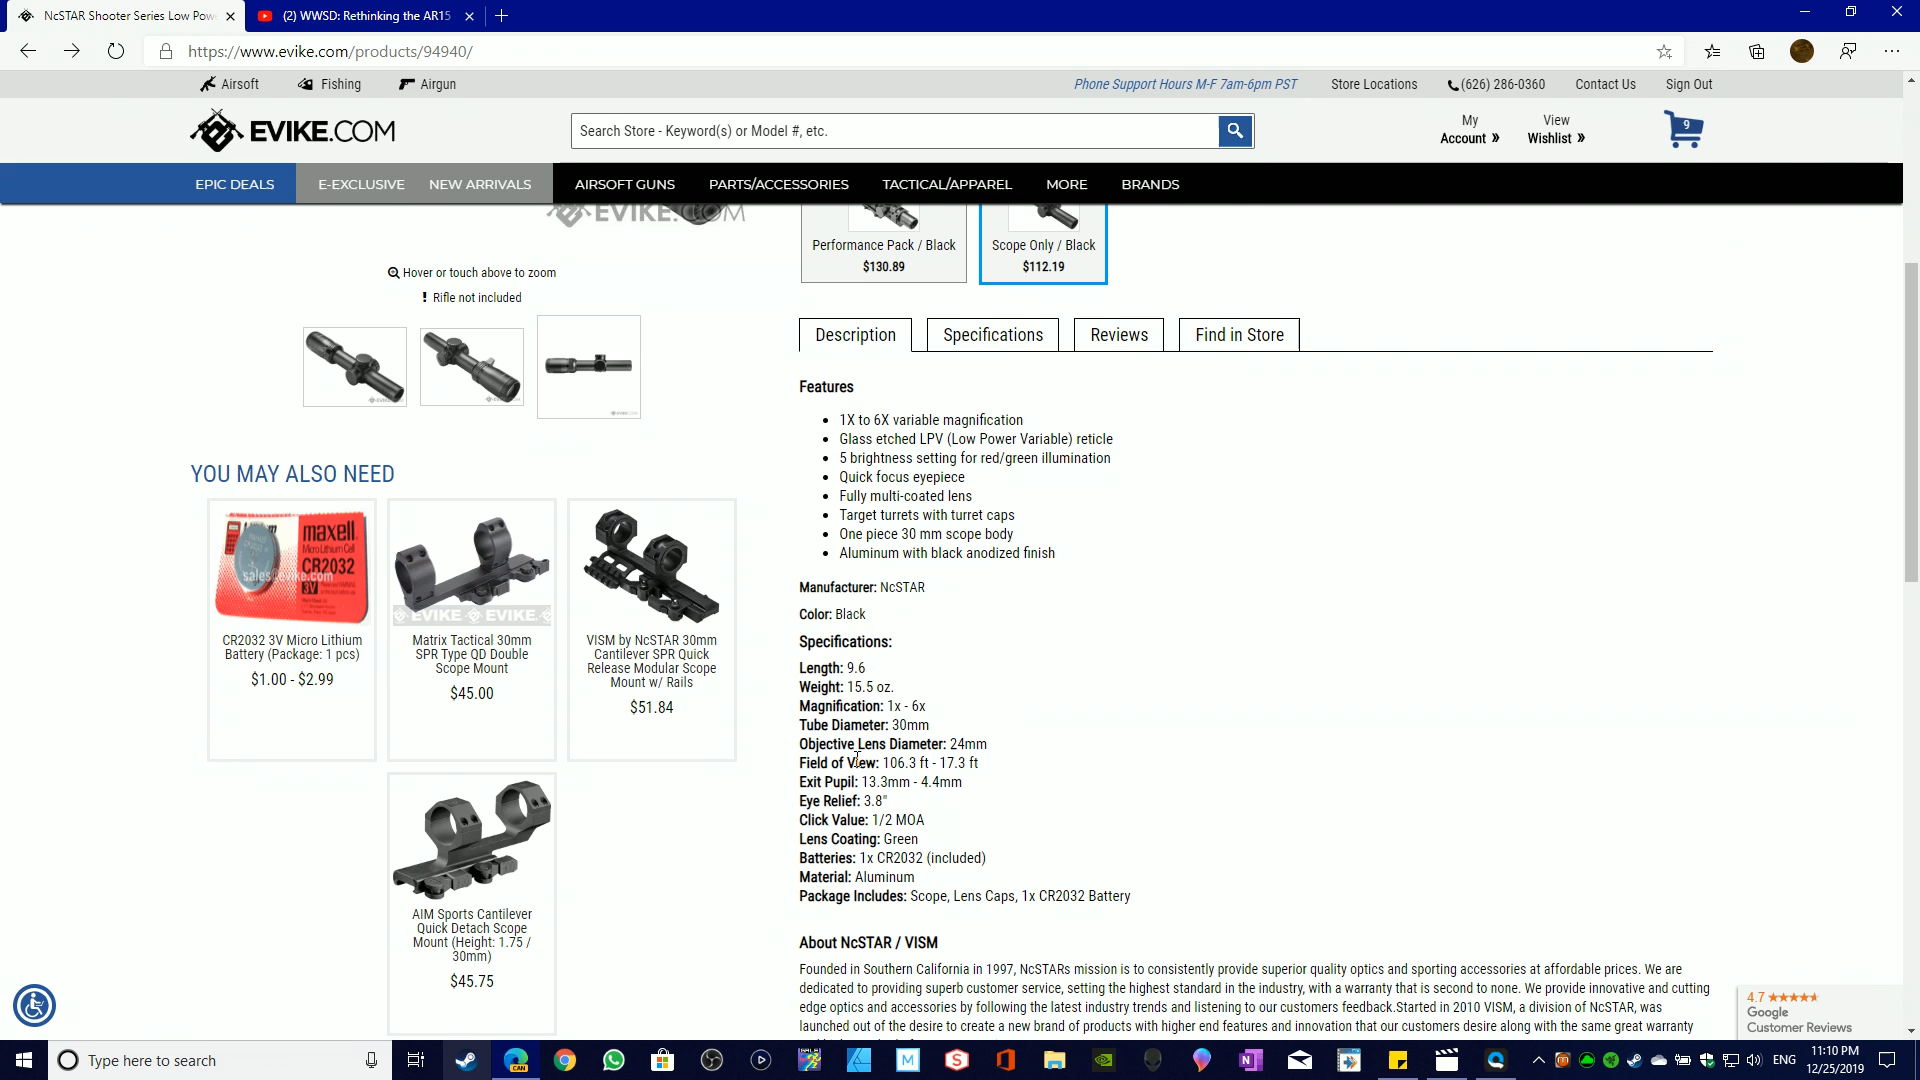 NcSTAR Shooter Series Low Pow
(2) WWSD: Rethinking the AR15
https://www.evike.com/products/94940/
Airsoft Fishing Airgun
Phone Support Hours M-F 7am-6pm PST Store Locations (626) 286-0360 Contact Us Sign Out
EVIKE.COM
Search Store - Keyword(s) or Model #, etc.
My Account »
View Wishlist »
9
EPIC DEALS E-EXCLUSIVE NEW ARRIVALS AIRSOFT GUNS PARTS/ACCESSORIES TACTICAL/APPAREL MORE BRANDS
EVIKE.COM
Performance Pack / Black
$130.89
Scope Only / Black
$112.19
Hover or touch above to zoom
! Rifle not included
YOU MAY ALSO NEED
maxell
Micro Lithium Cell
CR2032
3V
sales@evike.com
CR2032 3V Micro Lithium
Battery (Package: 1 pcs)
$1.00 - $2.99
EVIKE EVIKE
Matrix Tactical 30mm
SPR Type QD Double
Scope Mount
$45.00
VISM by NcSTAR 30mm
Cantilever SPR Quick
Release Modular Scope
Mount w/ Rails
$51.84
AIM Sports Cantilever
Quick Detach Scope
Mount (Height: 1.75 /
30mm)
$45.75
Description Specifications Reviews Find in Store
Features
• 1X to 6X variable magnification
• Glass etched LPV (Low Power Variable) reticle
• 5 brightness setting for red/green illumination
• Quick focus eyepiece
• Fully multi-coated lens
• Target turrets with turret caps
• One piece 30 mm scope body
• Aluminum with black anodized finish
Manufacturer: NcSTAR
Color: Black
Specifications:
Length: 9.6
Weight: 15.5 oz.
Magnification: 1x - 6x
Tube Diameter: 30mm
Objective Lens Diameter: 24mm
Field of View: 106.3 ft - 17.3 ft
Exit Pupil: 13.3mm - 4.4mm
Eye Relief: 3.8"
Click Value: 1/2 MOA
Lens Coating: Green
Batteries: 1x CR2032 (included)
Material: Aluminum
Package Includes: Scope, Lens Caps, 1x CR2032 Battery
About NcSTAR / VISM
Founded in Southern California in 1997, NcSTARs mission is to consistently provide superior quality optics and sporting accessories at affordable prices. We are
dedicated to providing superb customer service, setting the highest standard in the industry, with a warranty that is second to none. We provide innovative and cutting
edge optics and accessories by following the latest industry trends and listening to our customers feedback.Started in 2010 VISM, a division of NcSTAR, was
launched out of the desire to create a new brand of products with higher end features and innovation that our customers desire along with the same great warranty
4.7
Google
Customer Reviews
Type here to search
CAN
ENG
11:10 PM
12/25/2019